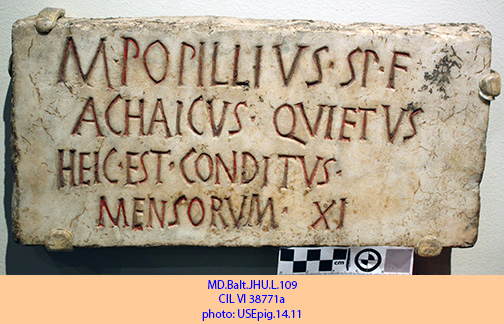 M POPILLIVS · SP · F
ACHAICVS · QVIETVS
HEIC · EST · CONDITVS ·
MENSORVM · XI
cm
MD.Balt.JHU.L.109
CIL VI 38771a
photo: USEpig.14.11